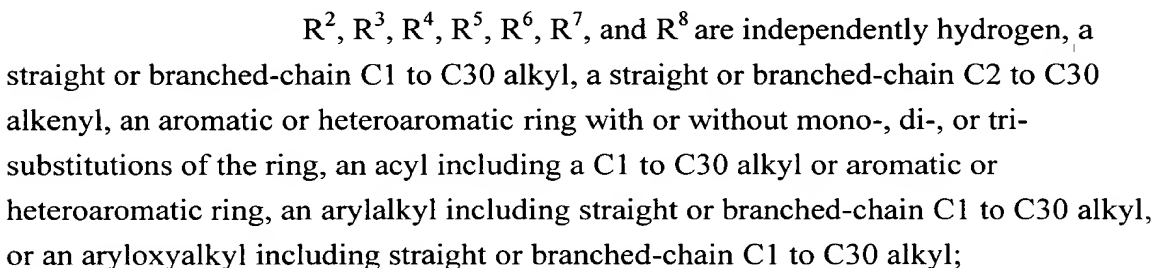 R², R³, R⁴, R⁵, R⁶, R⁷, and R⁸ are independently hydrogen, a
straight or branched-chain C1 to C30 alkyl, a straight or branched-chain C2 to C30
alkenyl, an aromatic or heteroaromatic ring with or without mono-, di-, or tri-
substitutions of the ring, an acyl including a C1 to C30 alkyl or aromatic or
heteroaromatic ring, an arylalkyl including straight or branched-chain C1 to C30 alkyl,
or an aryloxyalkyl including straight or branched-chain C1 to C30 alkyl;